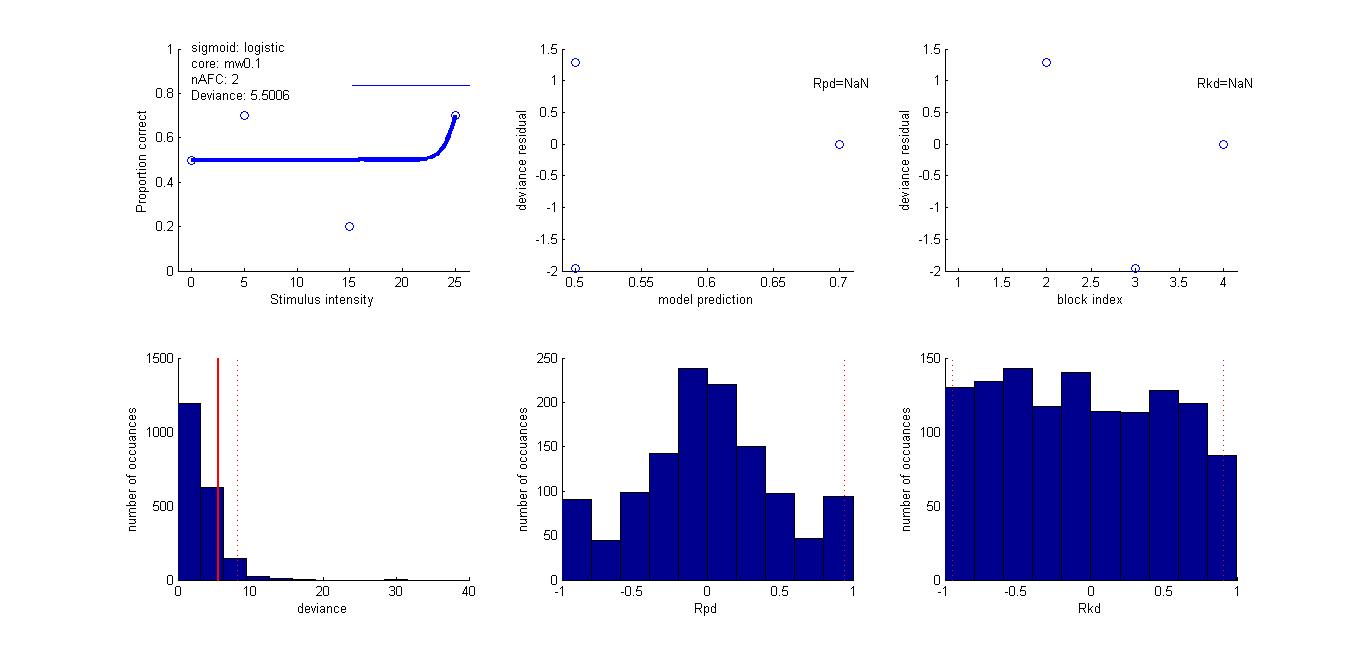 sigmoid: logistic
core: mw0.1
nAFC: 2
Deviance: 5.5006
1
0.8
0.6
0.4
0.2
0
Proportion correct
0 5 10 15 20 25
Stimulus intensity
1.5
1
0.5
0
-0.5
-1
-1.5
-2
deviance residual
Rpd=NaN
0.5 0.55 0.6 0.65 0.7
model prediction
1.5
1
0.5
0
-0.5
-1
-1.5
-2
deviance residual
Rkd=NaN
1 1.5 2 2.5 3 3.5 4
block index
1500
1000
500
0
number of occuances
0 10 20 30 40
deviance
250
200
150
100
50
0
number of occuances
-1 -0.5 0 0.5 1
Rpd
150
100
50
0
number of occuances
-1 -0.5 0 0.5 1
Rkd